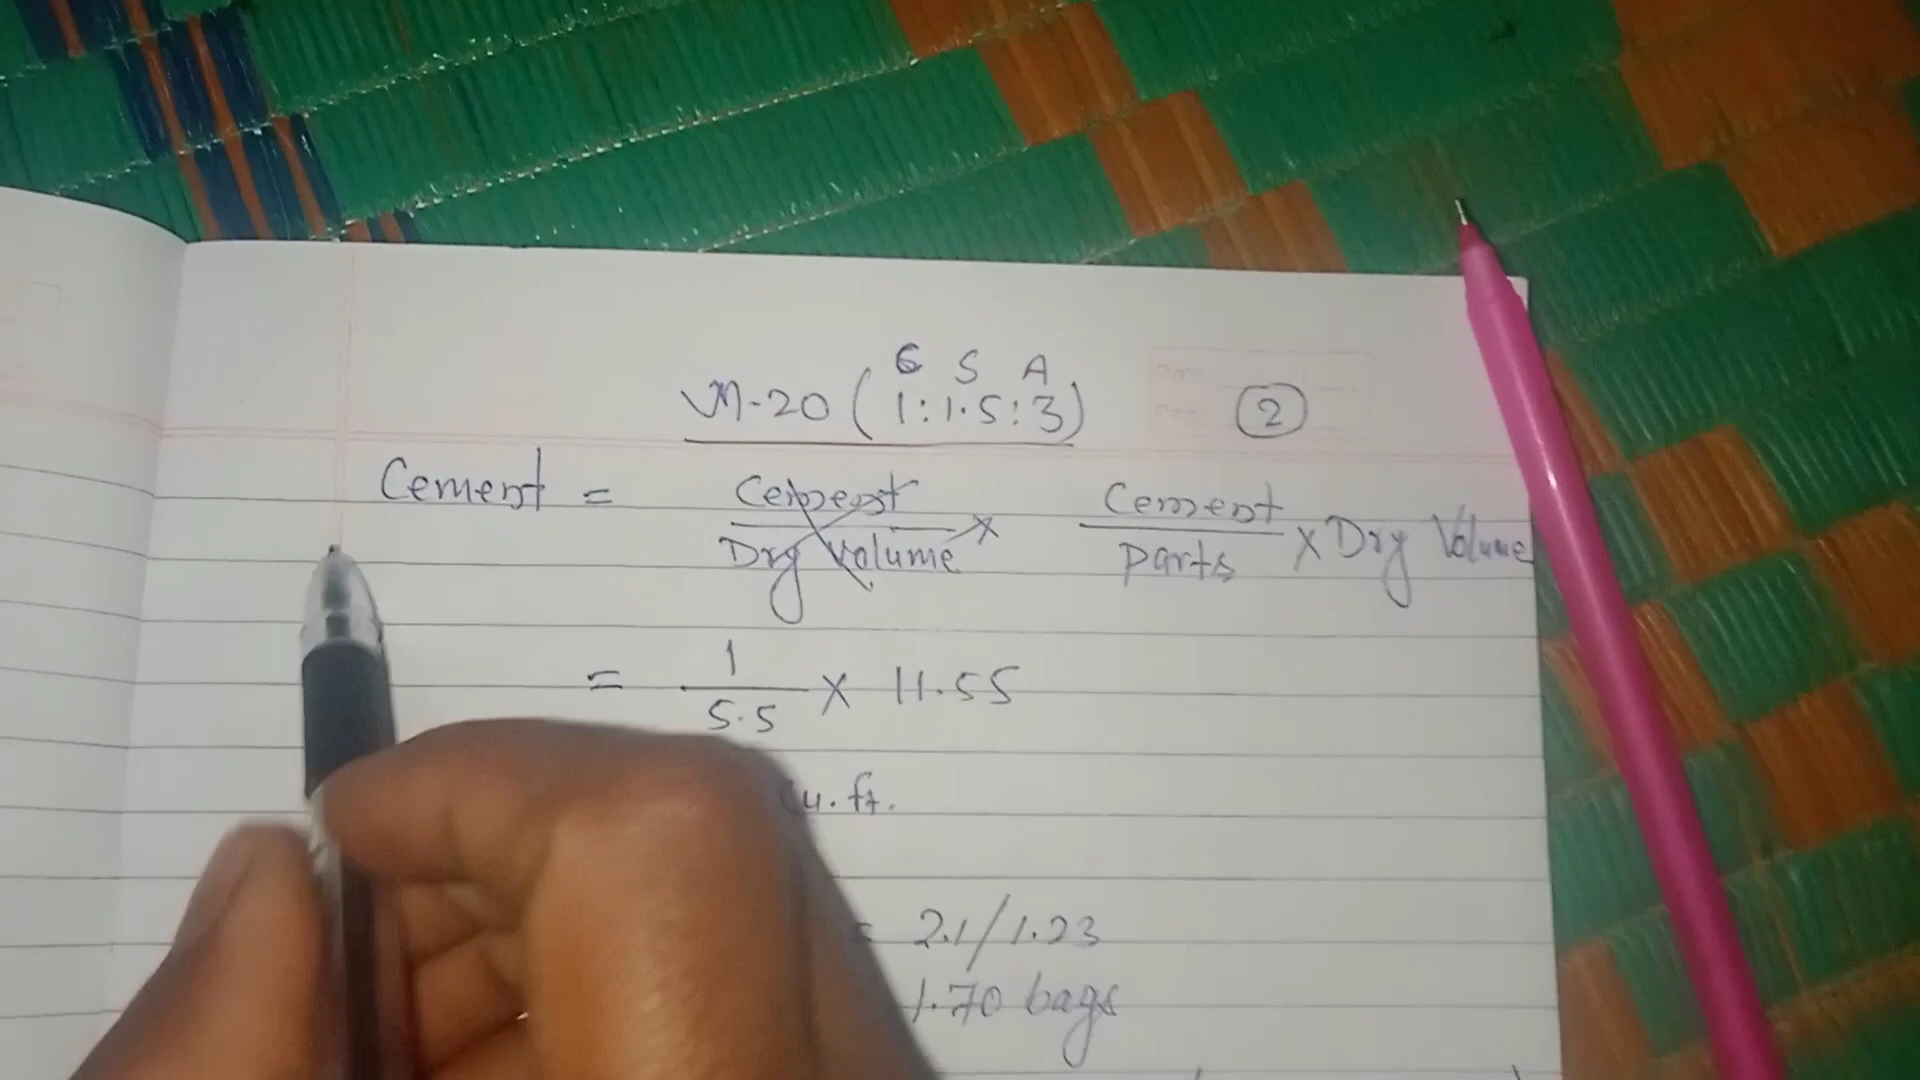 C S A
M-20 (1:1.5:3) 2
Cement = Cement / Dry Volume × Cement / Parts × Dry Volume
= 1 / 5.5 × 11.55
Cu. ft.
= 2.1/1.23
1.70 bags